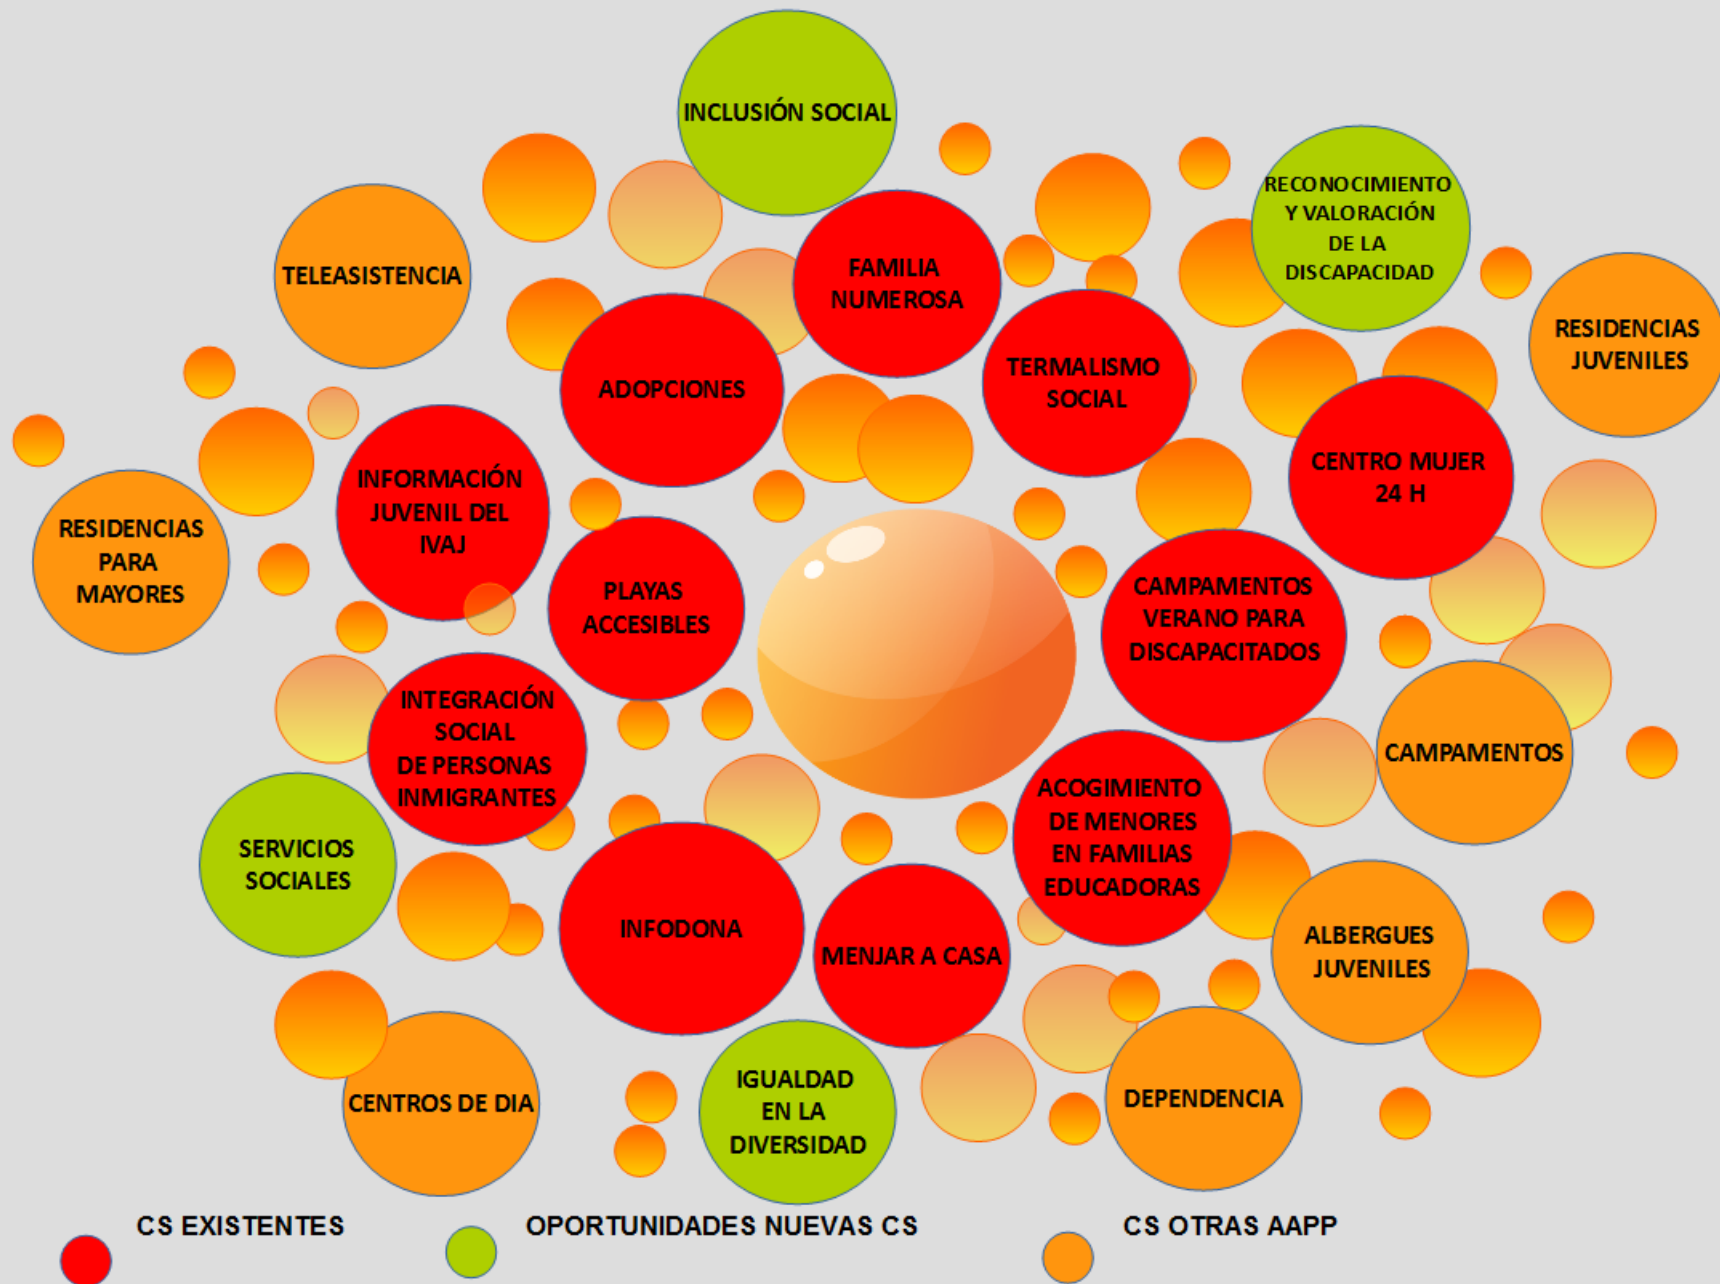 INCLUSIÓN SOCIAL
RECONOCIMIENTO
Y VALORACIÓN
DE LA
DISCAPACIDAD
TELEASISTENCIA
FAMILIA
NUMEROSA
RESIDENCIAS
JUVENILES
ADOPCIONES
TERMALISMO
SOCIAL
INFORMACIÓN
JUVENIL DEL
IVAJ
CENTRO MUJER
24 H
RESIDENCIAS
PARA
MAYORES
PLAYAS
ACCESIBLES
CAMPAMENTOS
VERANO PARA
DISCAPACITADOS
INTEGRACIÓN
SOCIAL
DE PERSONAS
INMIGRANTES
CAMPAMENTOS
SERVICIOS
SOCIALES
ACOGIMIENTO
DE MENORES
EN FAMILIAS
EDUCADORAS
INFODONA
MENJAR A CASA
ALBERGUES
JUVENILES
CENTROS DE DIA
IGUALDAD
EN LA
DIVERSIDAD
DEPENDENCIA
CS EXISTENTES
OPORTUNIDADES NUEVAS CS
CS OTRAS AAPP